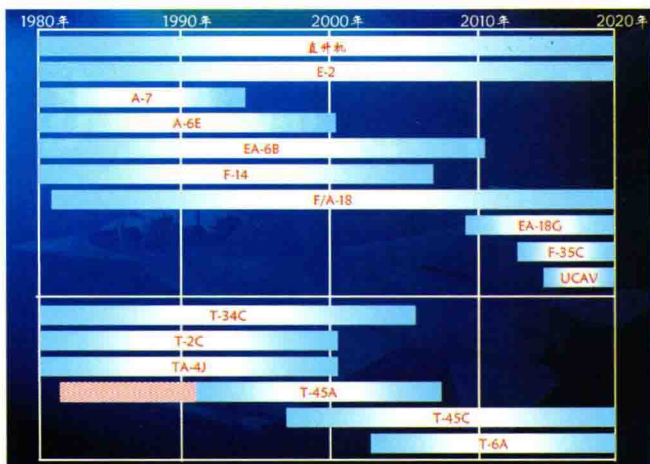 1980年 1990年 2000年 2010年 2020年
直升机
E-2
A-7
A-6E
EA-6B
F-14
F/A-18
EA-18G
F-35C
UCAV
T-34C
T-2C
TA-4J
T-45A
T-45C
T-6A